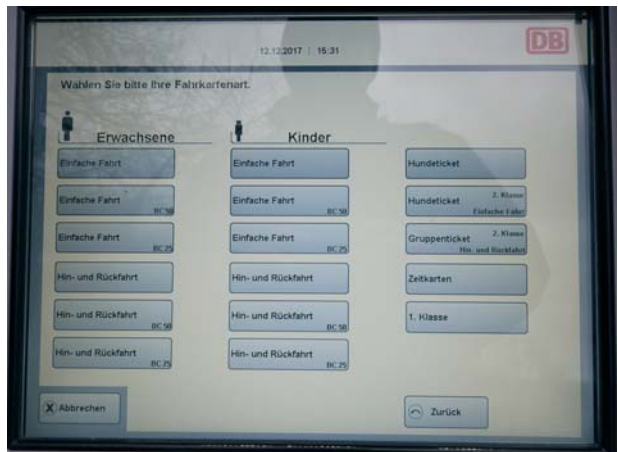 12.12.2017 | 15:31
DB
Wählen Sie bitte Ihre Fahrkartenart.
Erwachsene
Einfache Fahrt
Einfache Fahrt
BC 50
Einfache Fahrt
BC 25
Hin- und Rückfahrt
Hin- und Rückfahrt
BC 50
Hin- und Rückfahrt
BC 25
Kinder
Einfache Fahrt
Einfache Fahrt
BC 50
Einfache Fahrt
BC 25
Hin- und Rückfahrt
Hin- und Rückfahrt
BC 50
Hin- und Rückfahrt
BC 25
Hundeticket
Hundeticket 2. Klasse
Einfache Fahrt
Gruppenticket 2. Klasse
Hin- und Rückfahrt
Zeitkarten
1. Klasse
X Abbrechen
Zurück